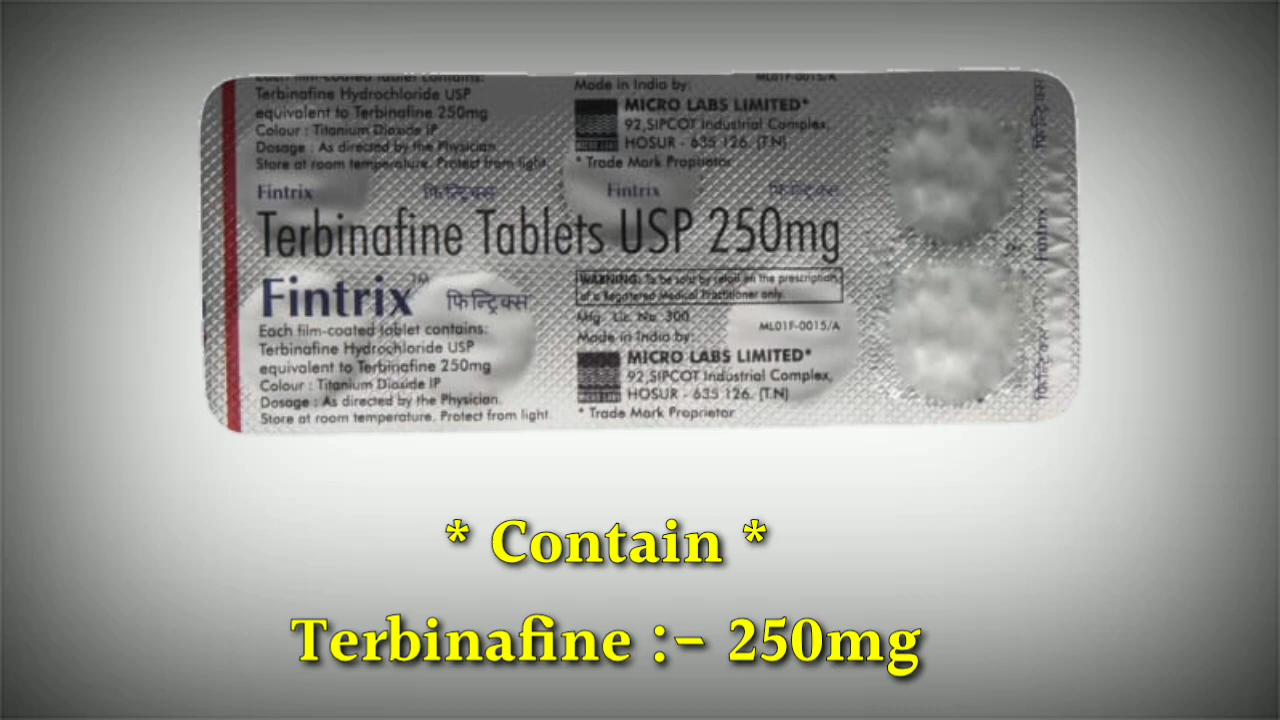 Each film-coated tablet contains:
Terbinafine Hydrochloride USP
equivalent to Terbinafine 250mg
Colour : Titanium Dioxide IP
Dosage : As directed by the Physician
Store at room temperature. Protect from light.
Made in India by:
ML01F-0015/A
MICRO LABS LIMITED*
92,SIPCOT Industrial Complex,
HOSUR - 635 126. (T.N)
* Trade Mark Proprietor
Fintrix फिन्ट्रिक्स Fintrix फिन्ट्रिक्स
Terbinafine Tablets USP 250mg
Fintrix™ फिन्ट्रिक्स
Each film-coated tablet contains:
Terbinafine Hydrochloride USP
equivalent to Terbinafine 250mg
Colour : Titanium Dioxide IP
Dosage : As directed by the Physician.
Store at room temperature. Protect from light.
WARNING: To be sold by retail on the prescription
of a Registered Medical Practitioner only.
Mfg. Lic. No. 300
ML01F-0015/A
Made in India by:
MICRO LABS LIMITED*
MICRO LABS
92,SIPCOT Industrial Complex,
HOSUR - 635 126. (T.N)
* Trade Mark Proprietor
Fintrix
* Contain *
Terbinafine :- 250mg